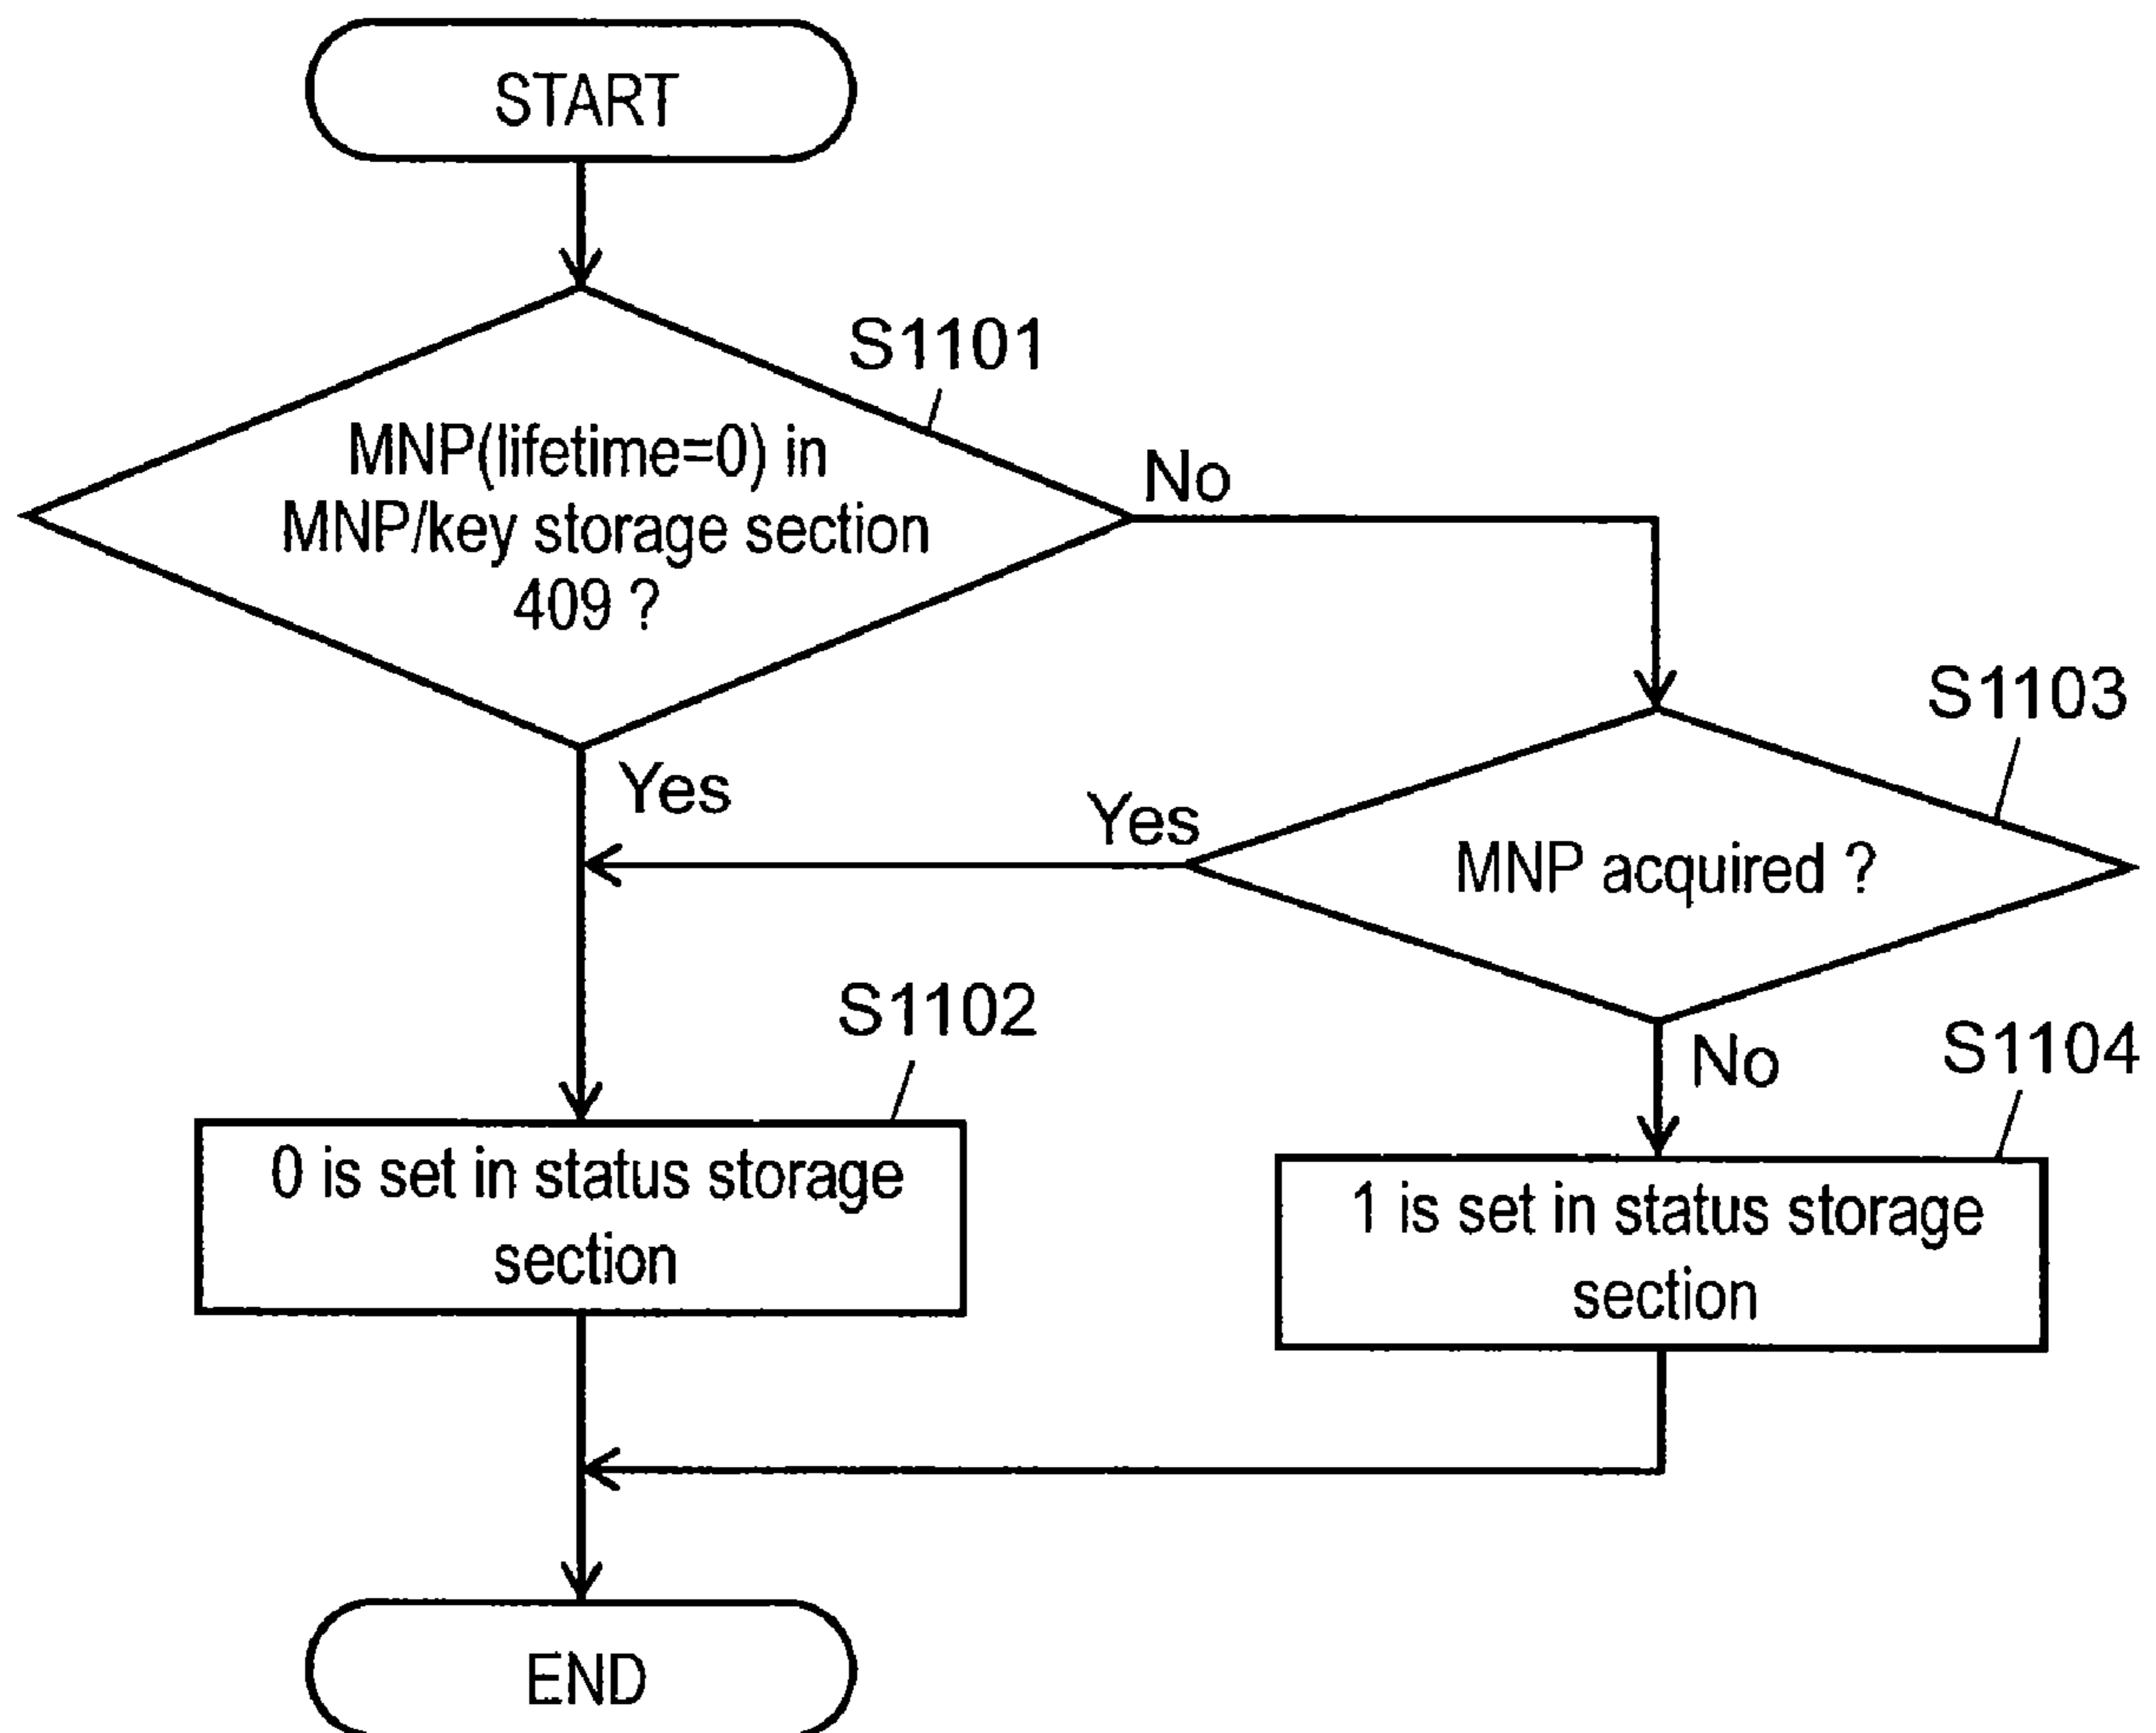 START
S1101
MNP(lifetime=0) in
MNP/key storage section
409 ?
No
S1103
Yes
Yes
MNP acquired ?
S1102
No
S1104
0 is set in status storage
section
1 is set in status storage
section
END